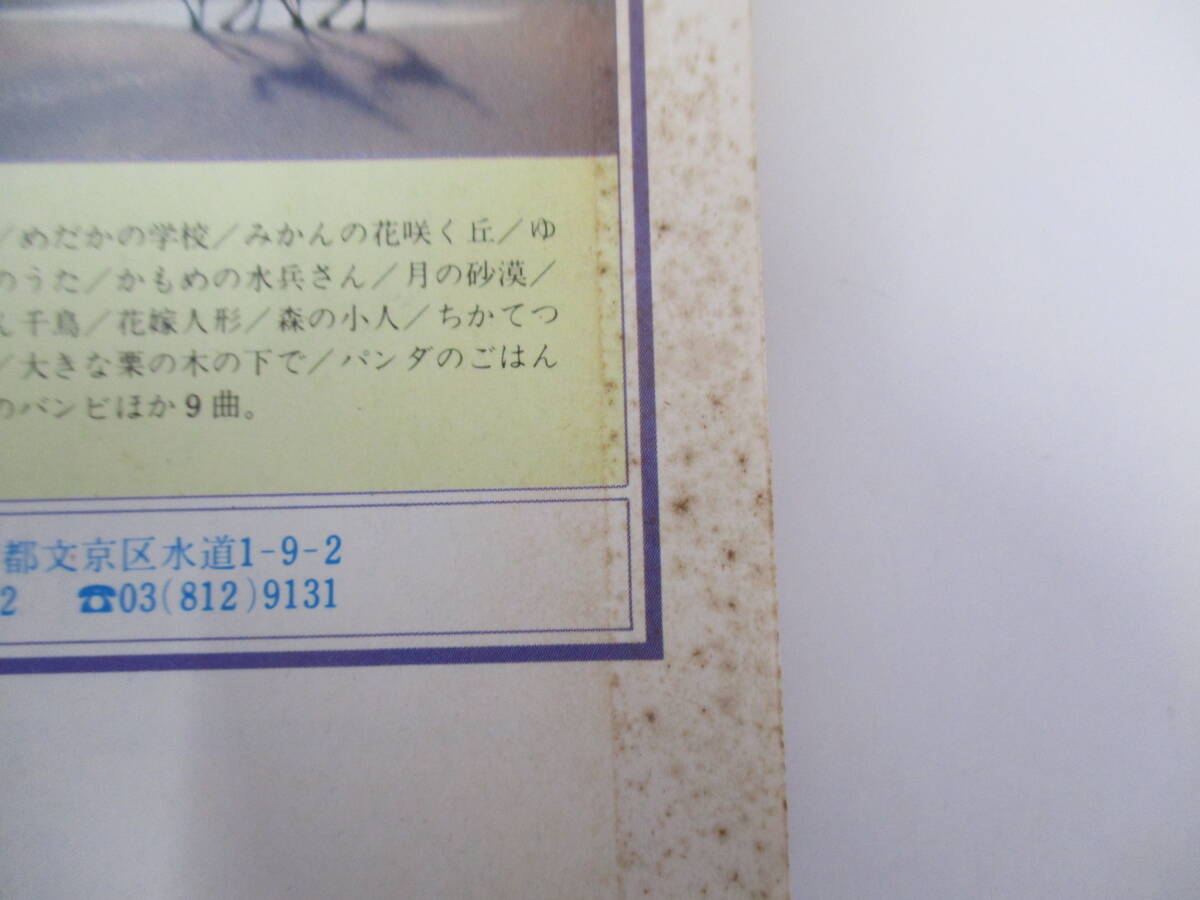 ／めだかの学校／みかんの花咲く丘／ゆ
のうた／かもめの水兵さん／月の砂漠／
ん千鳥／花嫁人形／森の小人／ちかてつ
／大きな栗の木の下で／パンダのごはん
のバンビほか9曲。
都文京区水道1-9-2
2 ☎03(812)9131